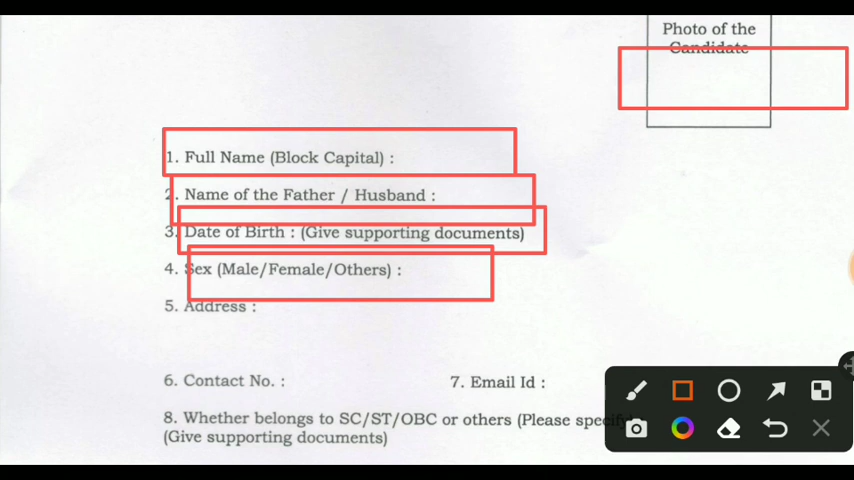 Photo of the
Candidate
1. Full Name (Block Capital) :
2. Name of the Father / Husband :
3. Date of Birth : (Give supporting documents)
4. Sex (Male/Female/Others) :
5. Address :
6. Contact No. : 7. Email Id :
8. Whether belongs to SC/ST/OBC or others (Please specify)
(Give supporting documents)